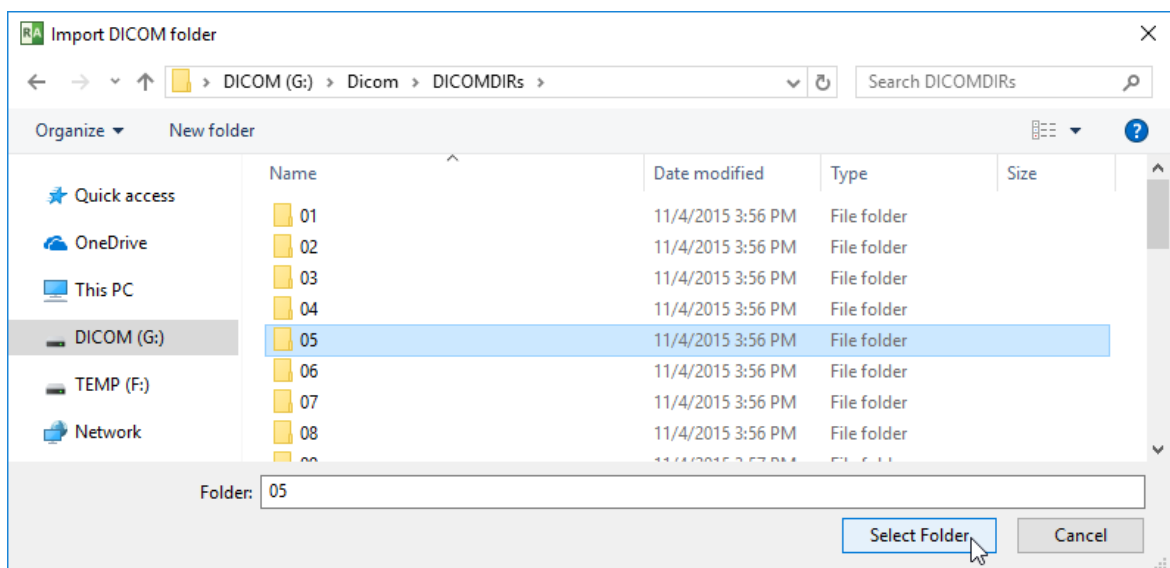 RA Import DICOM folder
DICOM (G:) > Dicom > DICOMDIRs >
Search DICOMDIRs
Organize
New folder
?
Name Date modified Type Size
Quick access
OneDrive
This PC
DICOM (G:)
TEMP (F:)
Network
01 11/4/2015 3:56 PM File folder
02 11/4/2015 3:56 PM File folder
03 11/4/2015 3:56 PM File folder
04 11/4/2015 3:56 PM File folder
05 11/4/2015 3:56 PM File folder
06 11/4/2015 3:56 PM File folder
07 11/4/2015 3:56 PM File folder
08 11/4/2015 3:56 PM File folder
Folder: 05
Select Folder
Cancel